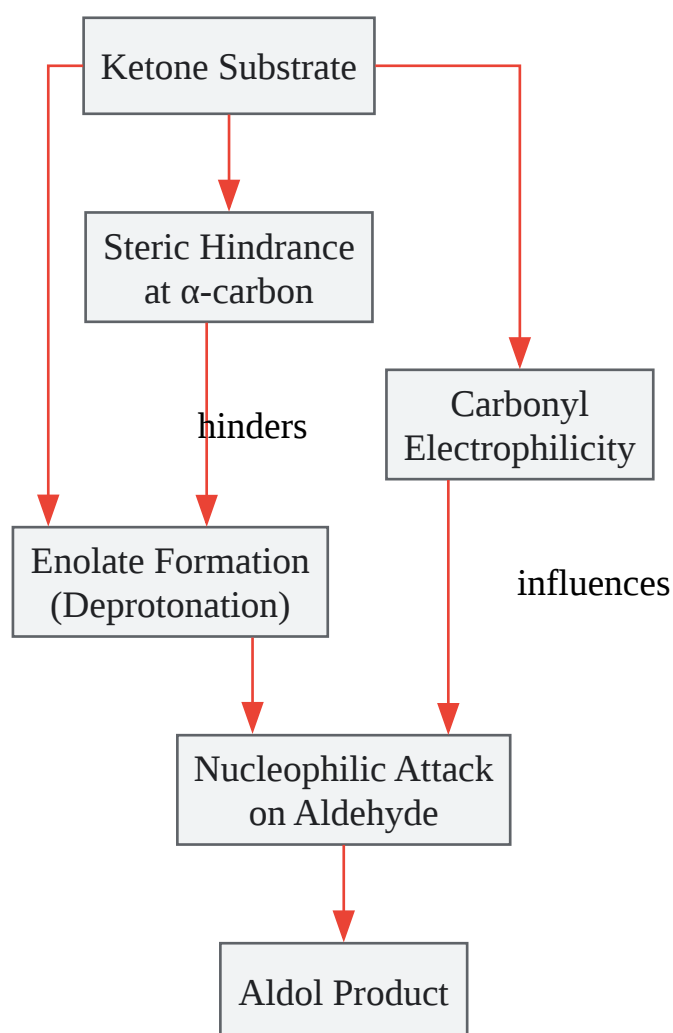 Ketone Substrate
Steric Hindrance
at α-carbon
Carbonyl
Electrophilicity
hinders
Enolate Formation
(Deprotonation)
influences
Nucleophilic Attack
on Aldehyde
Aldol Product